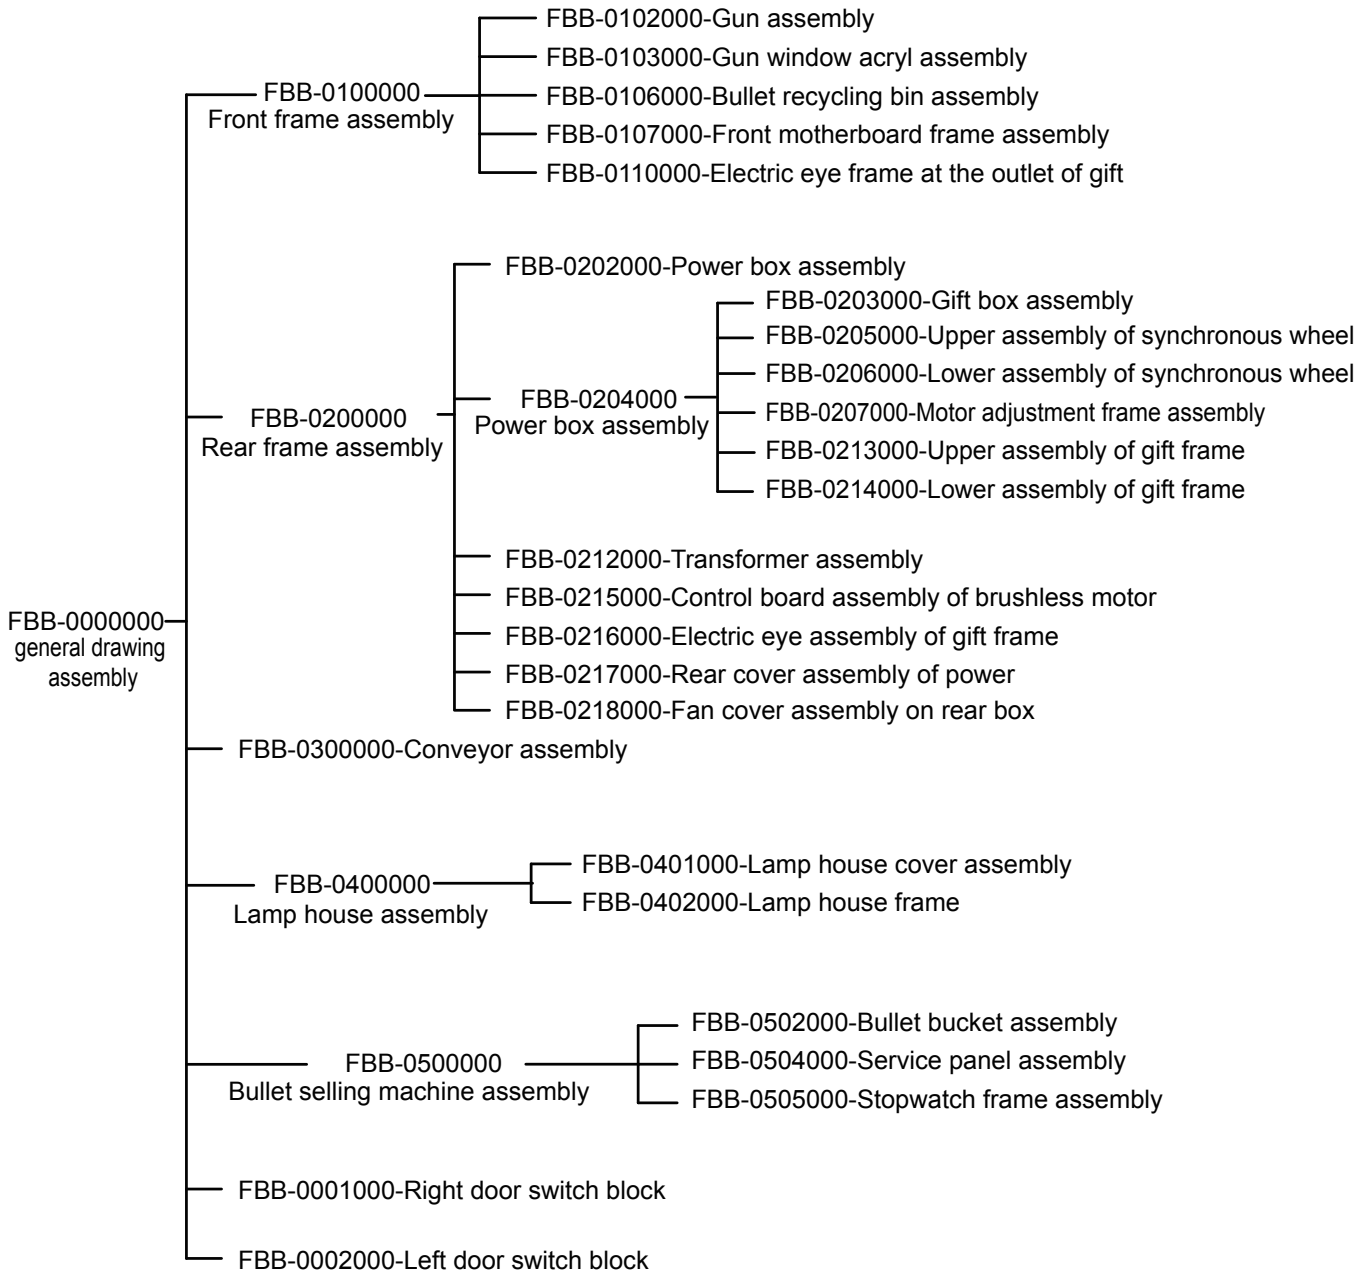 FBB-0000000
general drawing
assembly
FBB-0100000
Front frame assembly
FBB-0102000-Gun assembly
FBB-0103000-Gun window acryl assembly
FBB-0106000-Bullet recycling bin assembly
FBB-0107000-Front motherboard frame assembly
FBB-0110000-Electric eye frame at the outlet of gift
FBB-0200000
Rear frame assembly
FBB-0202000-Power box assembly
FBB-0204000
Power box assembly
FBB-0203000-Gift box assembly
FBB-0205000-Upper assembly of synchronous wheel
FBB-0206000-Lower assembly of synchronous wheel
FBB-0207000-Motor adjustment frame assembly
FBB-0213000-Upper assembly of gift frame
FBB-0214000-Lower assembly of gift frame
FBB-0212000-Transformer assembly
FBB-0215000-Control board assembly of brushless motor
FBB-0216000-Electric eye assembly of gift frame
FBB-0217000-Rear cover assembly of power
FBB-0218000-Fan cover assembly on rear box
FBB-0300000-Conveyor assembly
FBB-0400000
Lamp house assembly
FBB-0401000-Lamp house cover assembly
FBB-0402000-Lamp house frame
FBB-0500000
Bullet selling machine assembly
FBB-0502000-Bullet bucket assembly
FBB-0504000-Service panel assembly
FBB-0505000-Stopwatch frame assembly
FBB-0001000-Right door switch block
FBB-0002000-Left door switch block